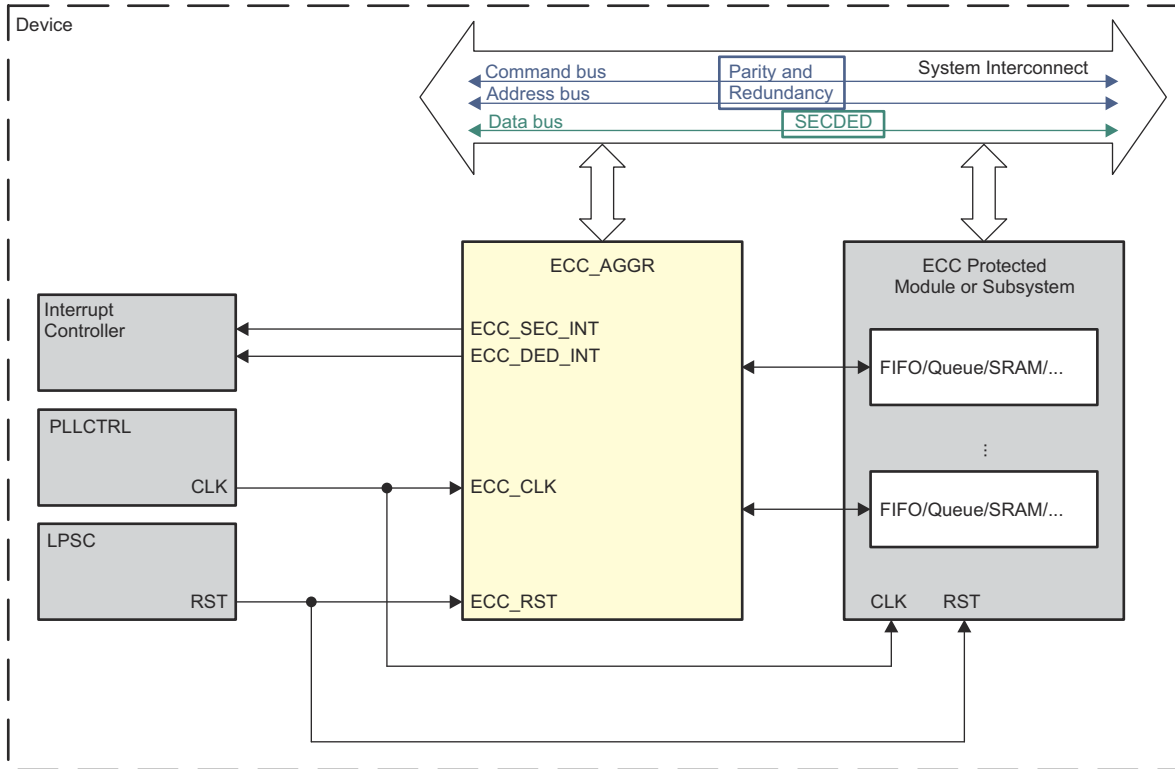 Device
Command bus
Address bus
Data bus
Parity and
Redundancy
SECDED
System Interconnect
ECC_AGGR
ECC_SEC_INT
ECC_DED_INT
ECC_CLK
ECC_RST
Interrupt
Controller
PLLCTRL
CLK
LPSC
RST
ECC Protected
Module or Subsystem
FIFO/Queue/SRAM/...
...
FIFO/Queue/SRAM/...
CLK RST